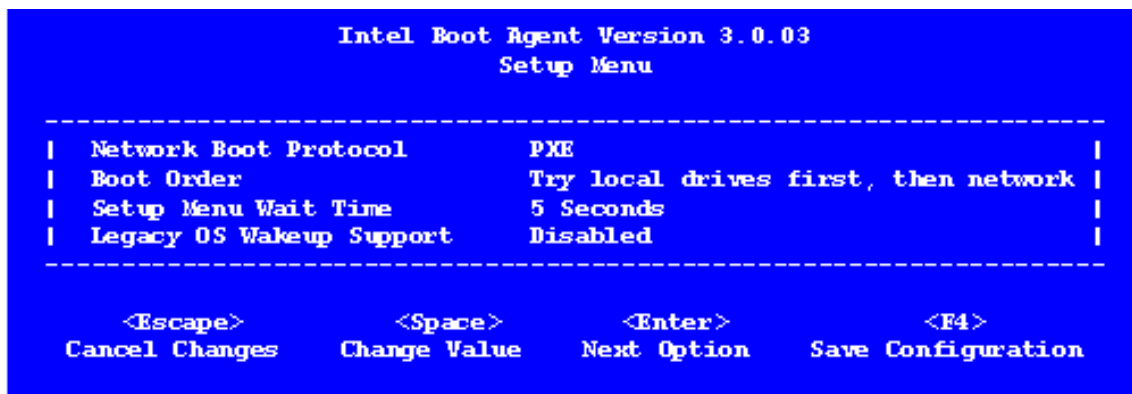 Intel Boot Agent Version 3.0.03
Setup Menu
Network Boot Protocol PXE
Boot Order Try local drives first, then network
Setup Menu Wait Time 5 Seconds
Legacy OS Wakeup Support Disabled
<Escape> <Space> <Enter> <F4>
Cancel Changes Change Value Next Option Save Configuration